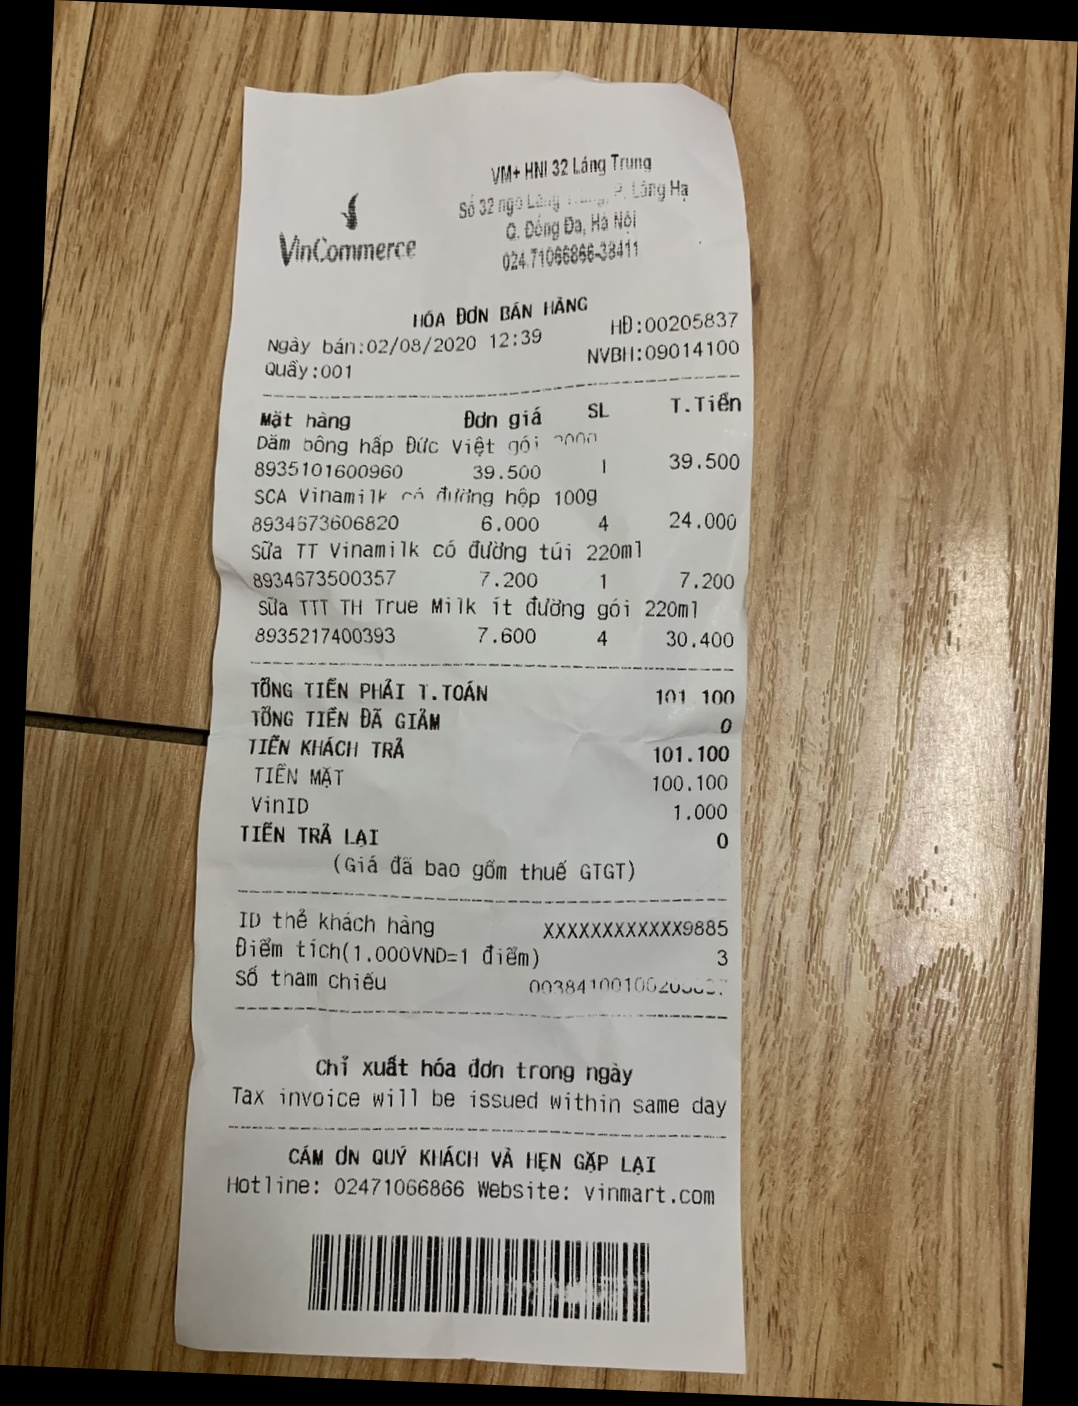 VinCommerce
VM+ HNI 32 Láng Trung
Số 32 ngõ Láng Trung, P. Láng Hạ
Q. Đống Đa, Hà Nội
024.71066866-38411
HÓA ĐƠN BÁN HÀNG
Ngày bán:02/08/2020 12:39 HĐ:00205837
Quầy:001 NVBH:09014100
Mặt hàng Đơn giá SL T.Tiền
Dăm bông hấp Đức Việt gói
8935101600960 39.500 1 39.500
SCA Vinamilk có đường hộp 100g
8934673606820 6.000 4 24.000
Sữa TT Vinamilk có đường túi 220ml
8934673500357 7.200 1 7.200
Sữa TTT TH True Milk ít đường gói 220ml
8935217400393 7.600 4 30.400
TỔNG TIỀN PHẢI T.TOÁN 101.100
TỔNG TIỀN ĐÃ GIẢM 0
TIỀN KHÁCH TRẢ 101.100
TIỀN MẶT 100.100
VinID 1.000
TIỀN TRẢ LẠI 0
(Giá đã bao gồm thuế GTGT)
ID thẻ khách hàng XXXXXXXXXXXX9885
Điểm tích(1.000VND=1 điểm) 3
Số tham chiếu
Chỉ xuất hóa đơn trong ngày
Tax invoice will be issued within same day
CÁM ƠN QUÝ KHÁCH VÀ HẸN GẶP LẠI
Hotline: 02471066866 Website: vinmart.com